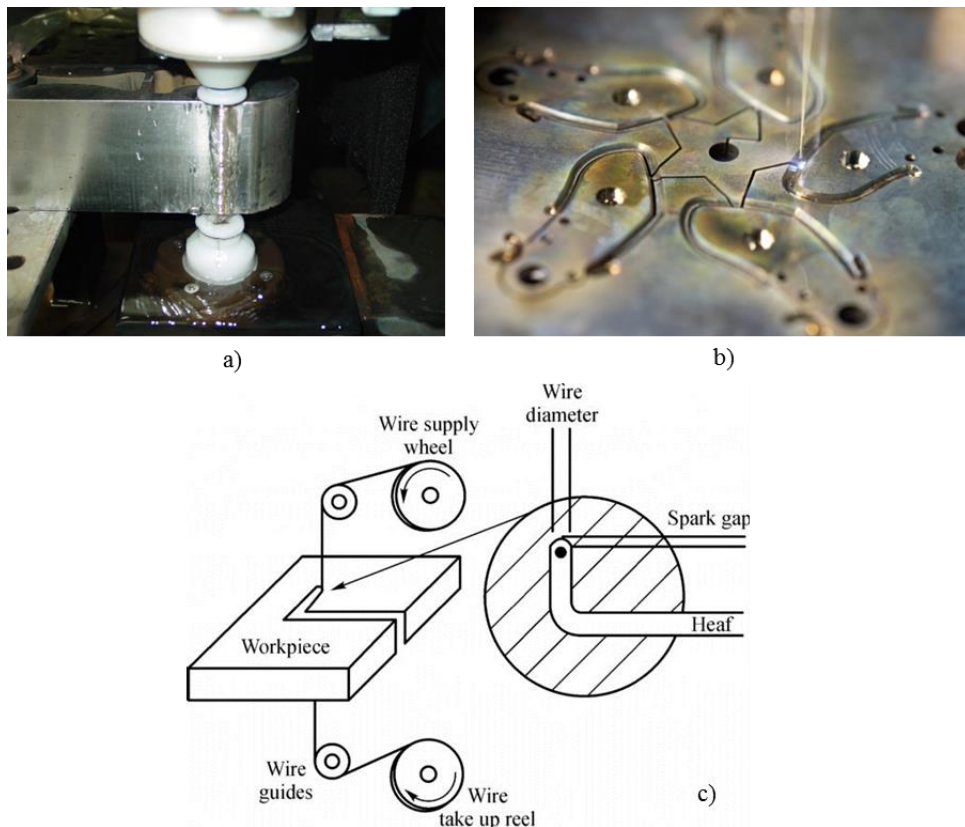 a)
b)
Wire
diameter
Wire supply
wheel
Spark gap
Workpiece
Heaf
Wire
guides
Wire
take up reel
c)